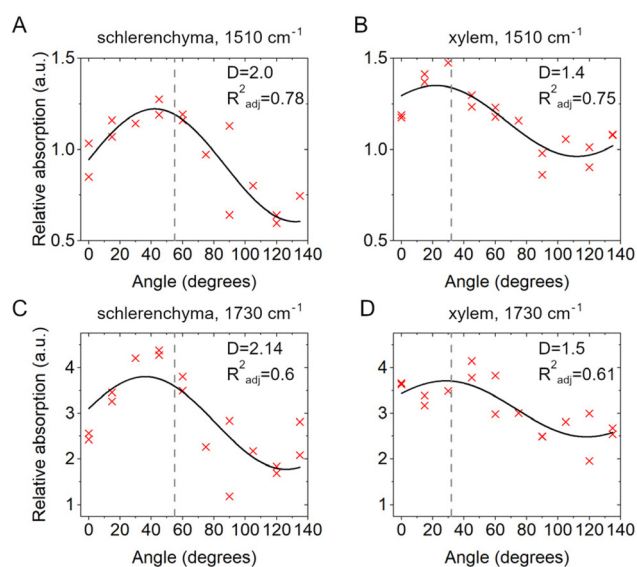 A
schlerenchyma, 1510 cm⁻¹
D=2.0
R²adj=0.78
Relative absorption (a.u.)
1.5
1.0
0.5
0 20 40 60 80 100 120 140
Angle (degrees)
B
xylem, 1510 cm⁻¹
D=1.4
R²adj=0.75
1.5
1.0
0.5
0 20 40 60 80 100 120 140
Angle (degrees)
C
schlerenchyma, 1730 cm⁻¹
D=2.14
R²adj=0.6
Relative absorption (a.u.)
4
3
2
1
0 20 40 60 80 100 120 140
Angle (degrees)
D
xylem, 1730 cm⁻¹
D=1.5
R²adj=0.61
4
3
2
1
0 20 40 60 80 100 120 140
Angle (degrees)